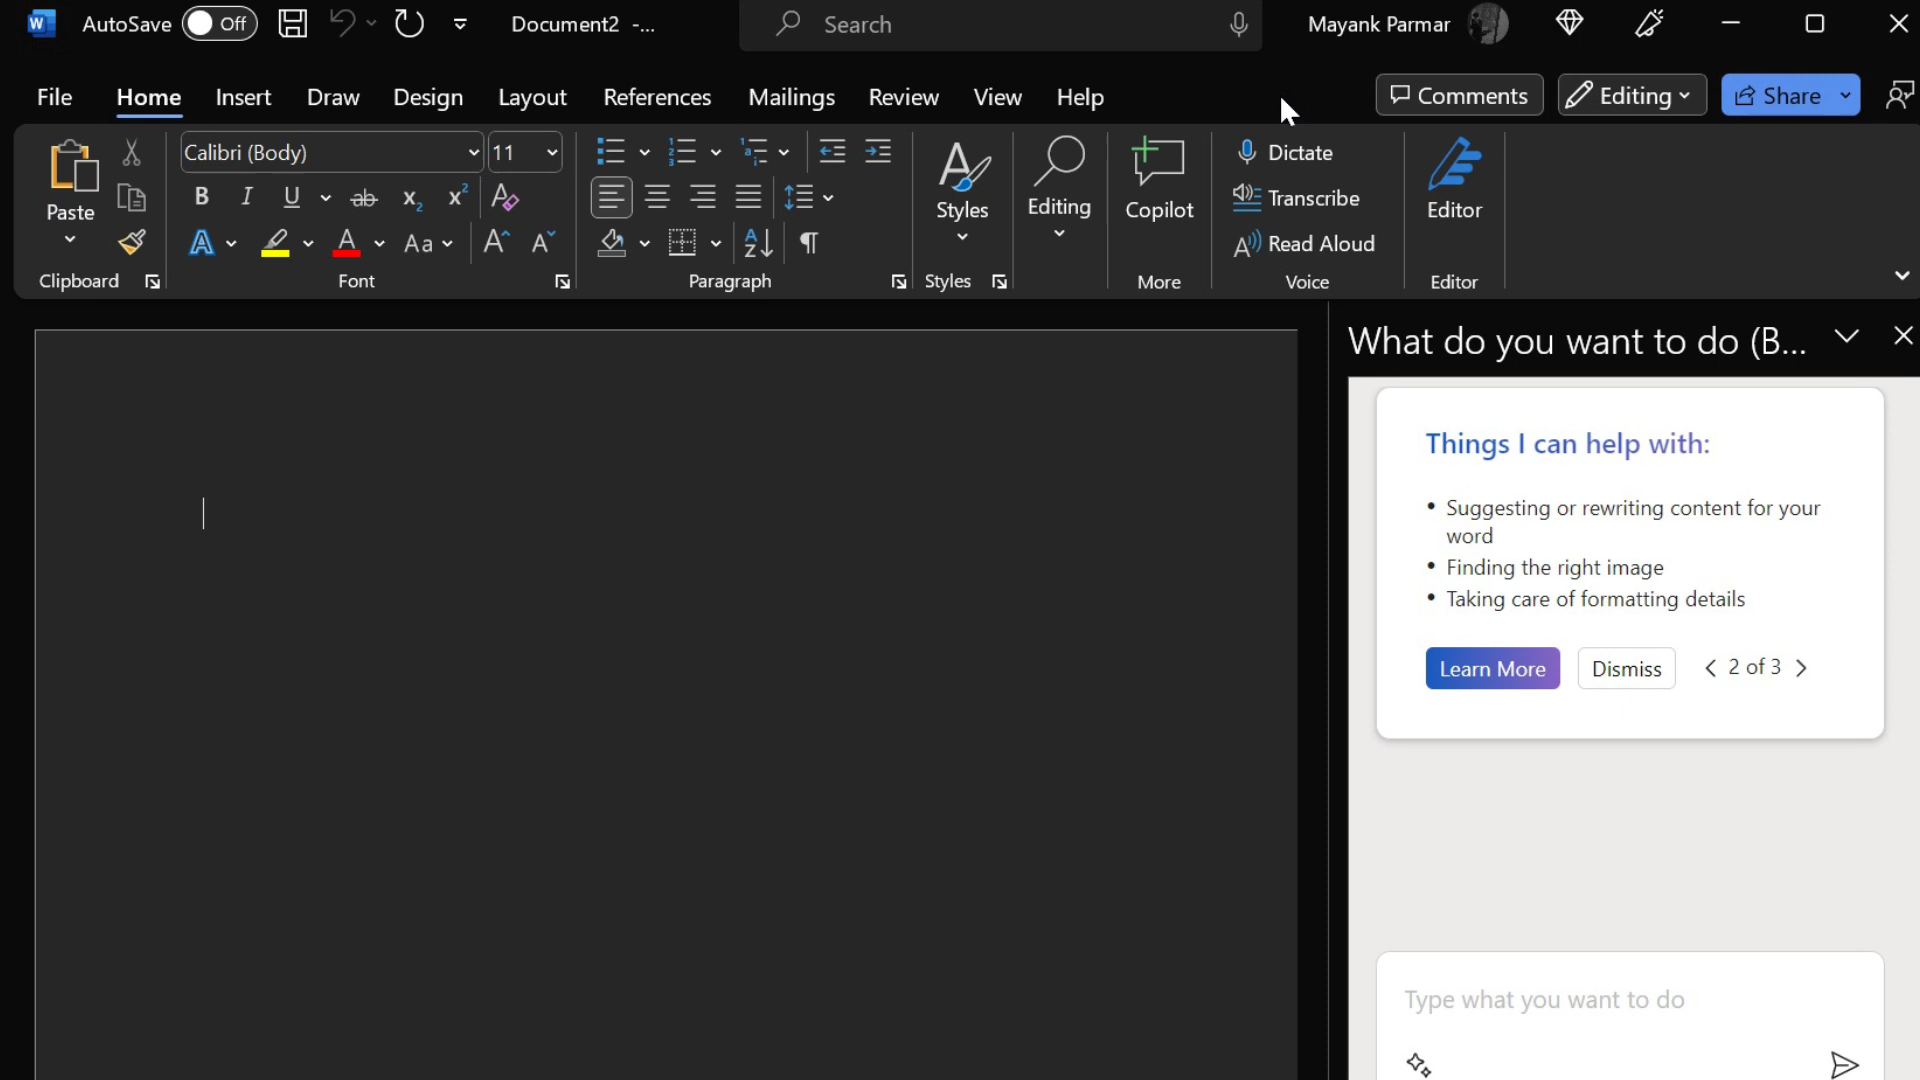 W AutoSave Off Document2 -... Search Mayank Parmar
File Home Insert Draw Design Layout References Mailings Review View Help Comments Editing Share
Paste
Calibri (Body) 11
B I U ab x₂ x² A
A A Aa A A
A Z ¶
Styles
Editing
Copilot
Dictate
Transcribe
Read Aloud
Editor
Clipboard Font Paragraph Styles More Voice Editor
What do you want to do (B...
Things I can help with:
• Suggesting or rewriting content for your
word
• Finding the right image
• Taking care of formatting details
Learn More Dismiss < 2 of 3 >
Type what you want to do